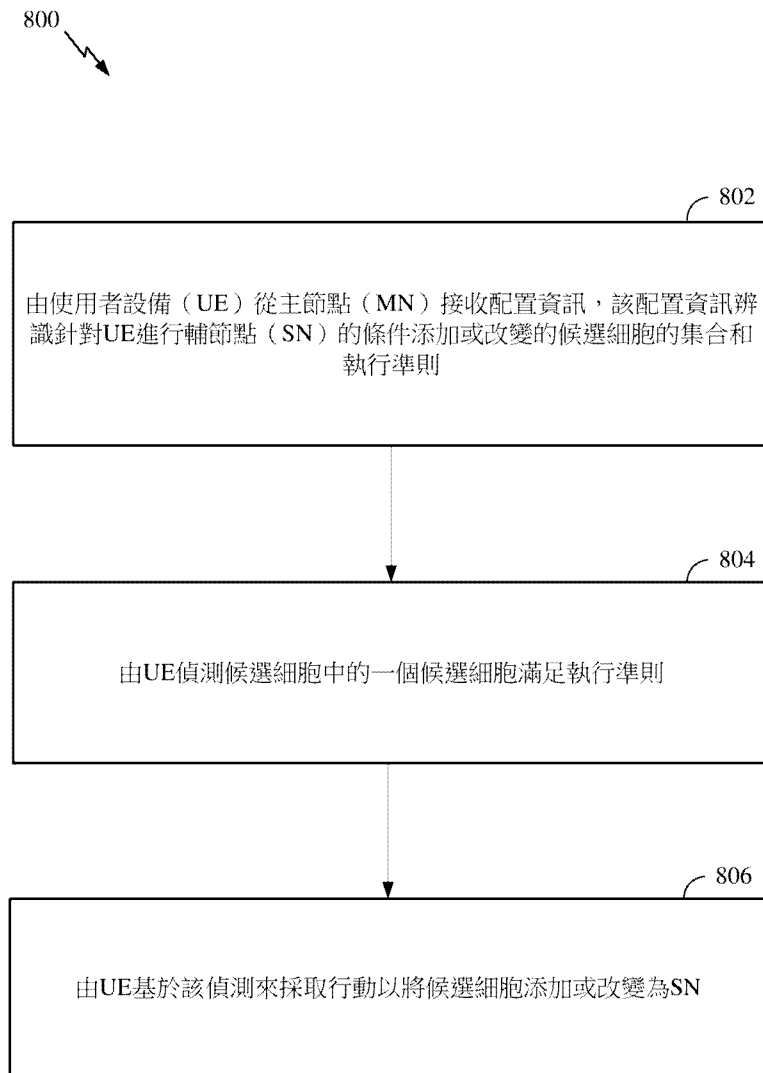 800
802
由使用者設備（UE）從主節點（MN）接收配置資訊，該配置資訊辨
識針對UE進行輔節點（SN）的條件添加或改變的候選細胞的集合和
執行準則
804
由UE偵測候選細胞中的一個候選細胞滿足執行準則
806
由UE基於該偵測來採取行動以將候選細胞添加或改變為SN